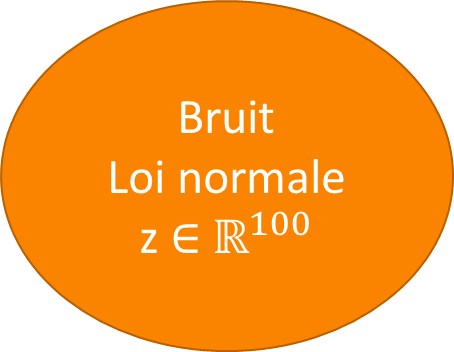 Bruit
Loi normale
z ∈ ℝ¹⁰⁰